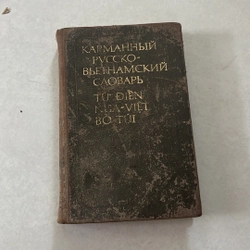 КАРМАННЫЙ
РУССКО-
ВЬЕТНАМСКИЙ
СЛОВАРЬ
TỪ ĐIỂN
NGA-VIỆT
BỎ TÚI